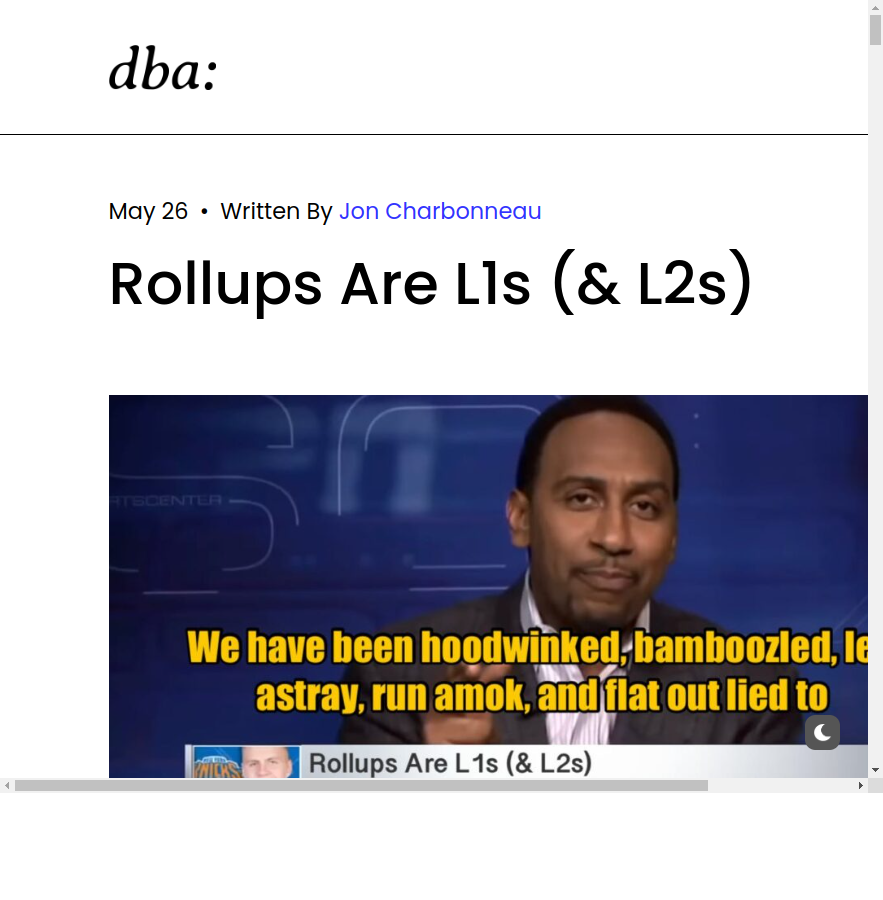 dba:
May 26 • Written By Jon Charbonneau
Rollups Are L1s (& L2s)
RTSCENTER
We have been hoodwinked, bamboozled, le
astray, run amok, and flat out lied to
Rollups Are L1s (& L2s)
KNICKS